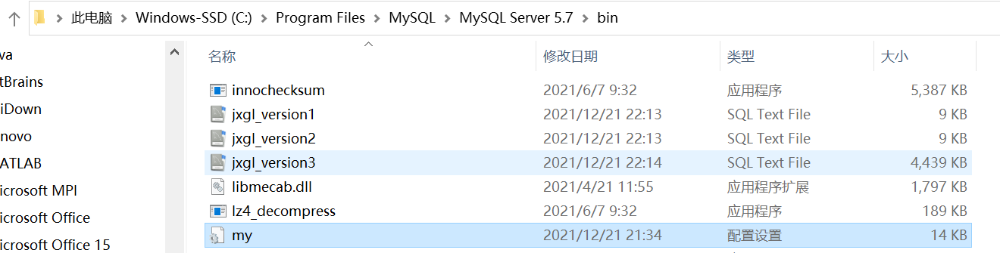 此电脑 > Windows-SSD (C:) > Program Files > MySQL > MySQL Server 5.7 > bin
名称 修改日期 类型 大小
va
tBrains
iDown
novo
ATLAB
icrosoft MPI
icrosoft Office
icrosoft Office 15
innochecksum 2021/6/7 9:32 应用程序 5,387 KB
jxgl_version1 2021/12/21 22:13 SQL Text File 9 KB
jxgl_version2 2021/12/21 22:13 SQL Text File 9 KB
jxgl_version3 2021/12/21 22:14 SQL Text File 4,439 KB
libmecab.dll 2021/4/21 11:55 应用程序扩展 1,797 KB
lz4_decompress 2021/6/7 9:32 应用程序 189 KB
my 2021/12/21 21:34 配置设置 14 KB